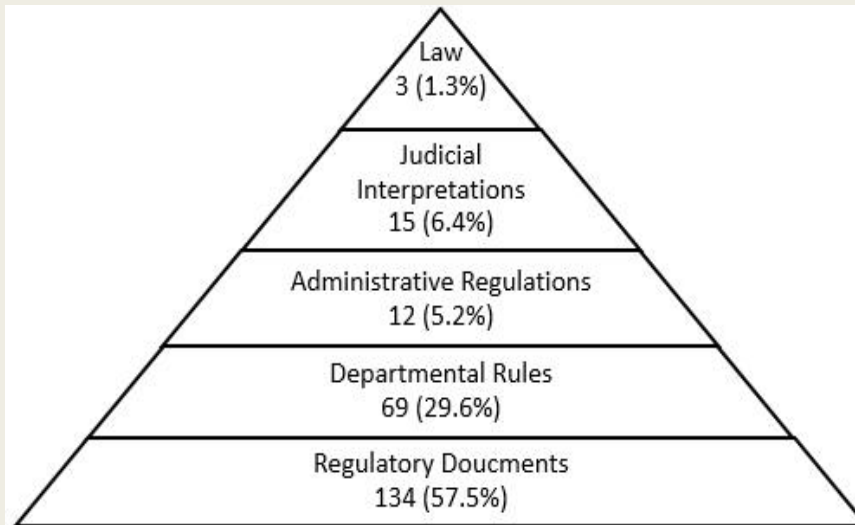 Law
3 (1.3%)
Judicial
Interpretations
15 (6.4%)
Administrative Regulations
12 (5.2%)
Departmental Rules
69 (29.6%)
Regulatory Doucments
134 (57.5%)